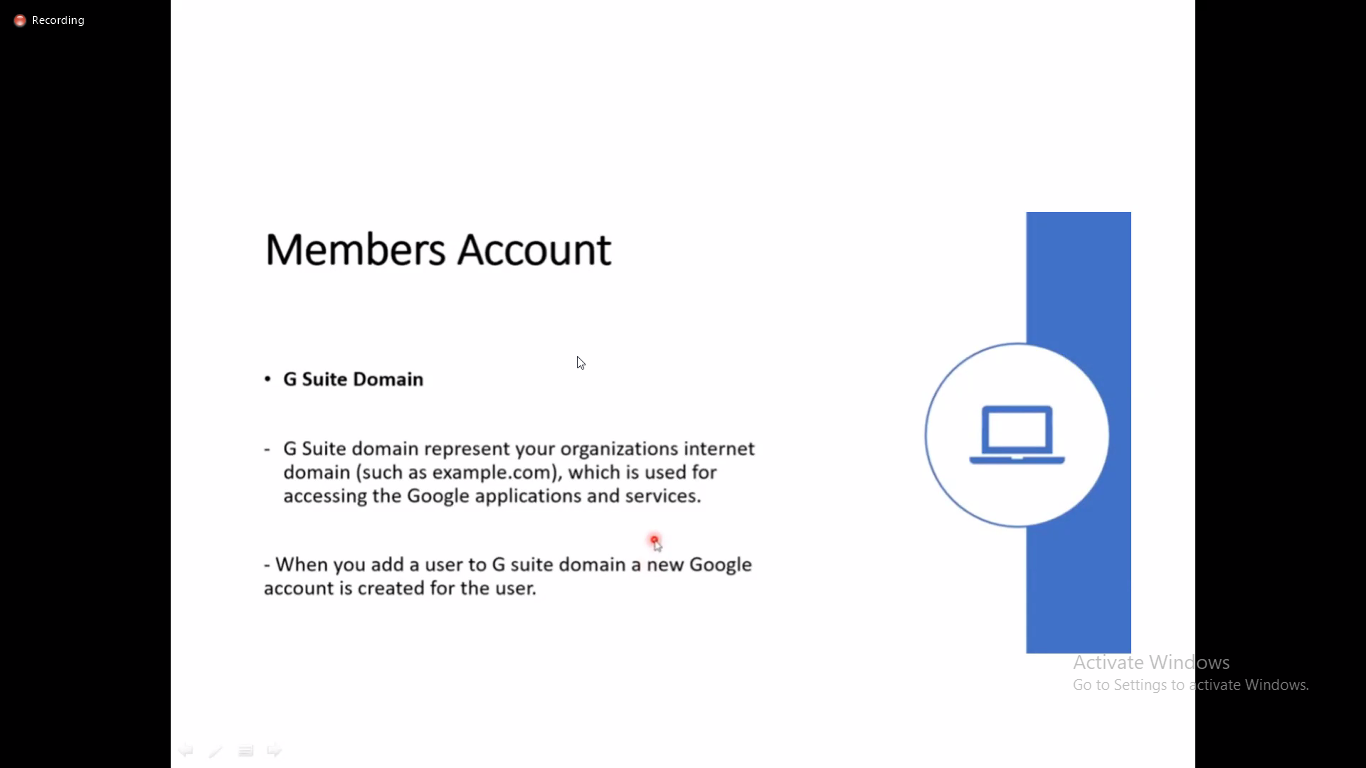 Recording
Members Account
• G Suite Domain
- G Suite domain represent your organizations internet
domain (such as example.com), which is used for
accessing the Google applications and services.
- When you add a user to G suite domain a new Google
account is created for the user.
Activate Windows
Go to Settings to activate Windows.